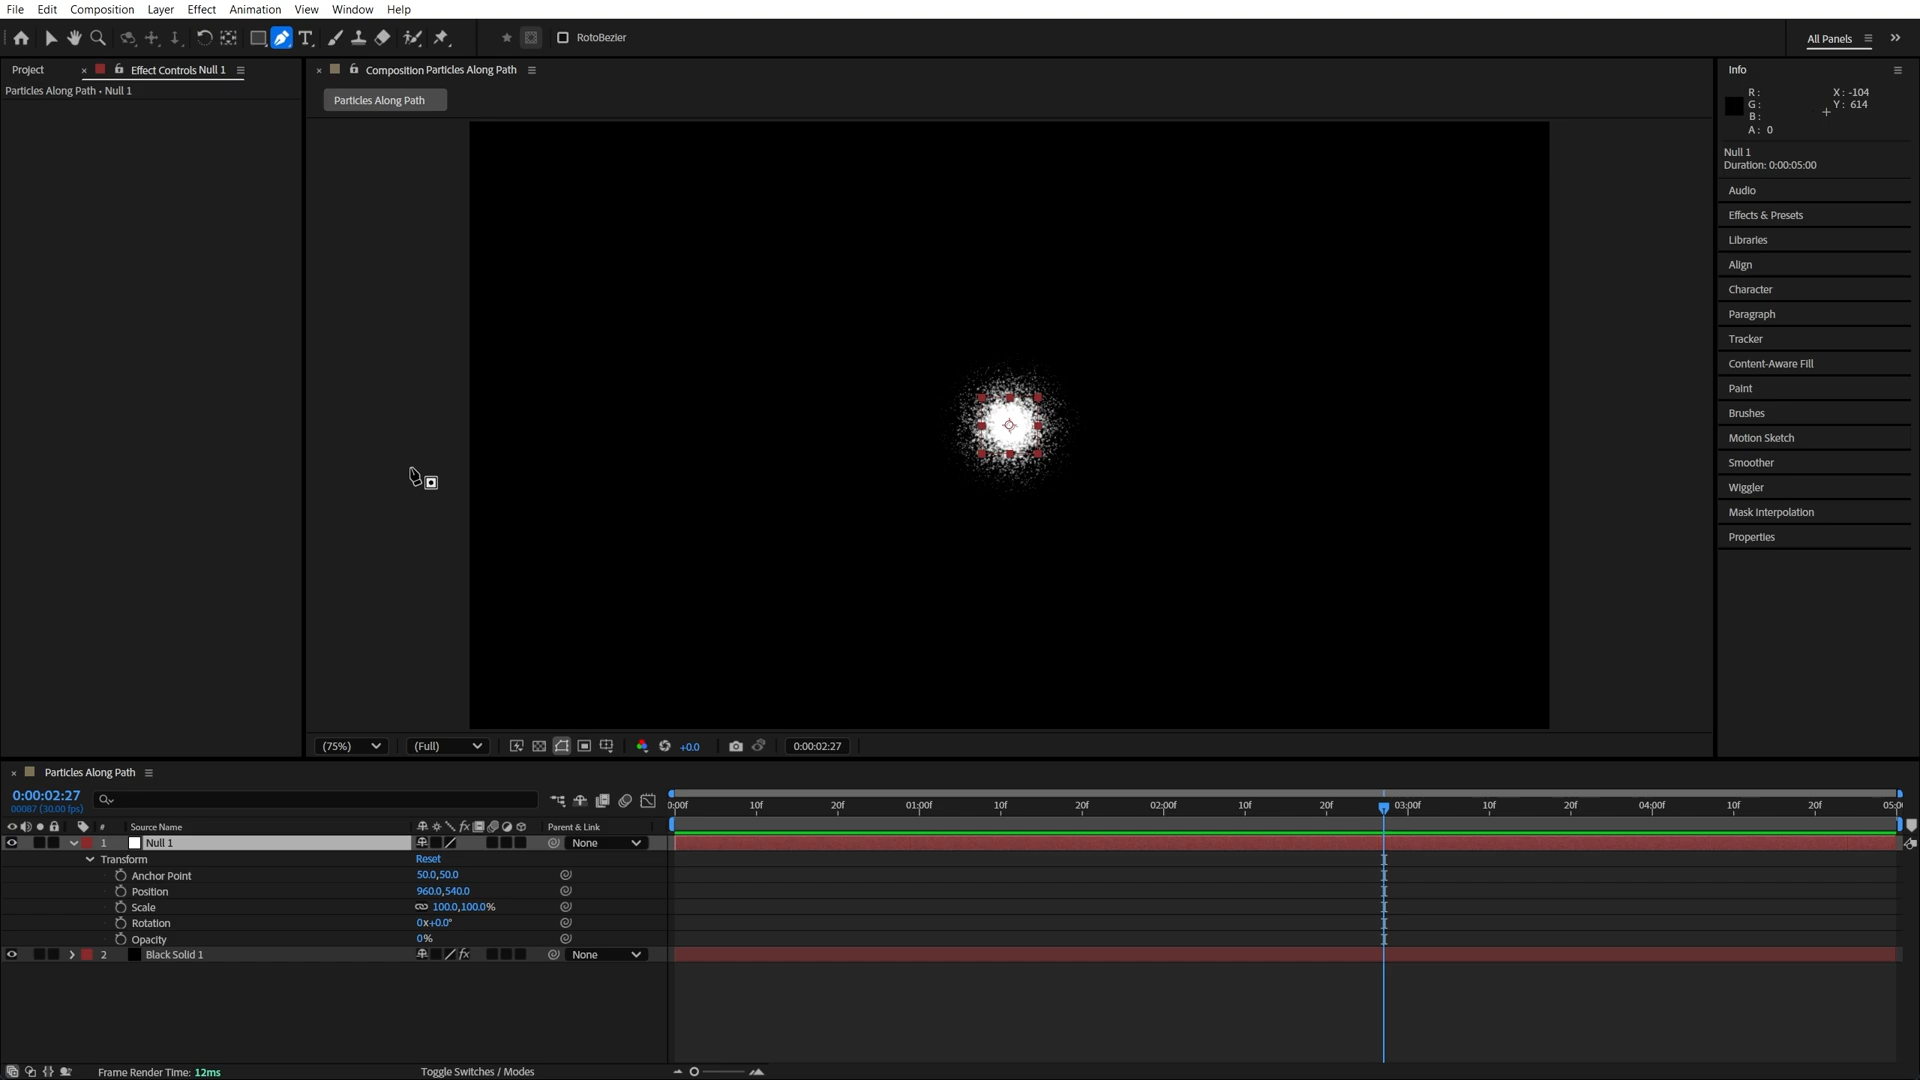 File Edit Composition Layer Effect Animation View Window Help
RotoBezier
All Panels
Project
Effect Controls Null 1
Composition Particles Along Path
Info
Particles Along Path • Null 1
Particles Along Path
R :
G :
B :
A : 0
X : -104
Y : 614
Null 1
Duration: 0:00:05:00
Audio
Effects & Presets
Libraries
Align
Character
Paragraph
Tracker
Content-Aware Fill
Paint
Brushes
Motion Sketch
Smoother
Wiggler
Mask Interpolation
Properties
(75%) (Full) +0.0 0:00:02:27
Particles Along Path
0:00:02:27
00087 (30.00 fps)
0:00f 10f 20f 01:00f 10f 20f 02:00f 10f 20f 03:00f 10f 20f 04:00f 10f 20f 05:0
# Source Name fx Parent & Link
1 Null 1 None
Transform Reset
Anchor Point 50.0,50.0
Position 960.0,540.0
Scale 100.0,100.0%
Rotation 0x+0.0°
Opacity 0%
2 Black Solid 1 fx None
Frame Render Time: 12ms
Toggle Switches / Modes